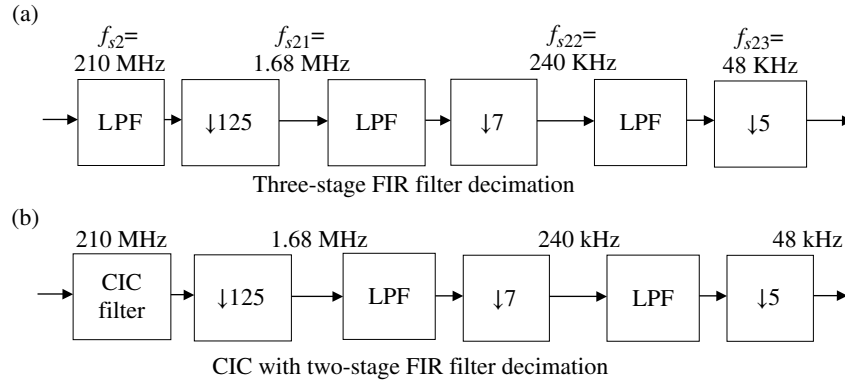 (a)
fs2= fs21= fs22= fs23=
210 MHz 1.68 MHz 240 KHz 48 KHz
LPF ↓125 LPF ↓7 LPF ↓5
Three-stage FIR filter decimation
(b)
210 MHz 1.68 MHz 240 kHz 48 kHz
CIC
filter ↓125 LPF ↓7 LPF ↓5
CIC with two-stage FIR filter decimation